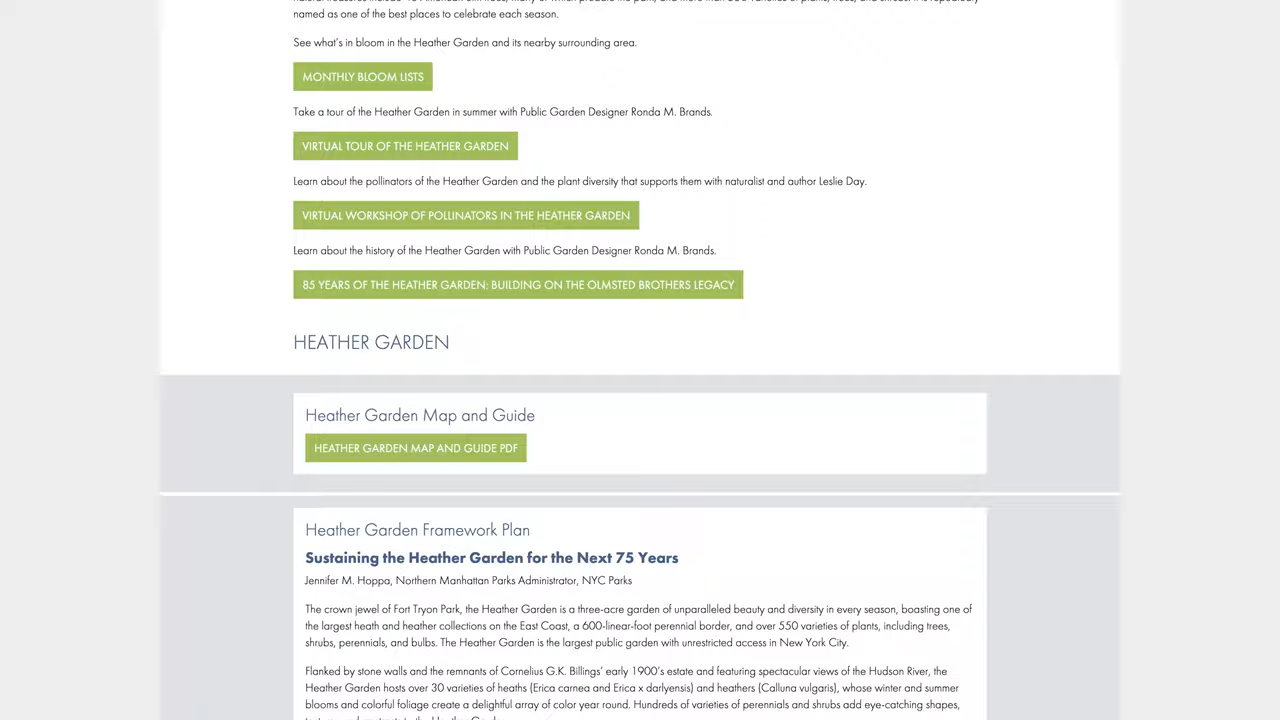 named as one of the best places to celebrate each season.
See what's in bloom in the Heather Garden and its nearby surrounding area.
MONTHLY BLOOM LISTS
Take a tour of the Heather Garden in summer with Public Garden Designer Ronda M. Brands.
VIRTUAL TOUR OF THE HEATHER GARDEN
Learn about the pollinators of the Heather Garden and the plant diversity that supports them with naturalist and author Leslie Day.
VIRTUAL WORKSHOP OF POLLINATORS IN THE HEATHER GARDEN
Learn about the history of the Heather Garden with Public Garden Designer Ronda M. Brands.
85 YEARS OF THE HEATHER GARDEN: BUILDING ON THE OLMSTED BROTHERS LEGACY
HEATHER GARDEN
Heather Garden Map and Guide
HEATHER GARDEN MAP AND GUIDE PDF
Heather Garden Framework Plan
Sustaining the Heather Garden for the Next 75 Years
Jennifer M. Hoppa, Northern Manhattan Parks Administrator, NYC Parks
The crown jewel of Fort Tryon Park, the Heather Garden is a three-acre garden of unparalleled beauty and diversity in every season, boasting one of
the largest heath and heather collections on the East Coast, a 600-linear-foot perennial border, and over 550 varieties of plants, including trees,
shrubs, perennials, and bulbs. The Heather Garden is the largest public garden with unrestricted access in New York City.
Flanked by stone walls and the remnants of Cornelius G.K. Billings' early 1900's estate and featuring spectacular views of the Hudson River, the
Heather Garden hosts over 30 varieties of heaths (Erica carnea and Erica x darlyensis) and heathers (Calluna vulgaris), whose winter and summer
blooms and colorful foliage create a delightful array of color year round. Hundreds of varieties of perennials and shrubs add eye-catching shapes,